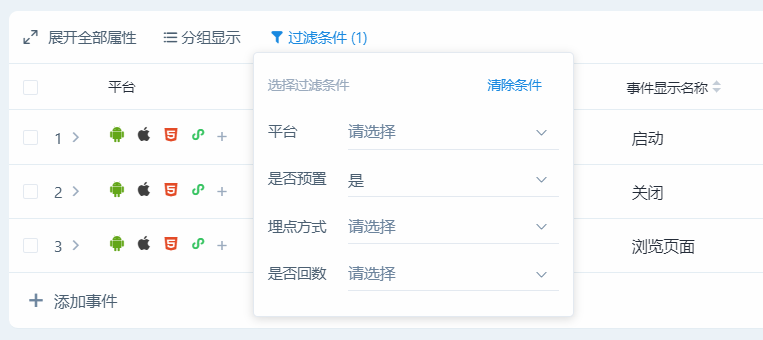 展开全部属性 分组显示 过滤条件 (1)
选择过滤条件 清除条件
平台 事件显示名称
平台 请选择
1 启动
是否预置 是
2 关闭
埋点方式 请选择
3 浏览页面
是否回数 请选择
添加事件